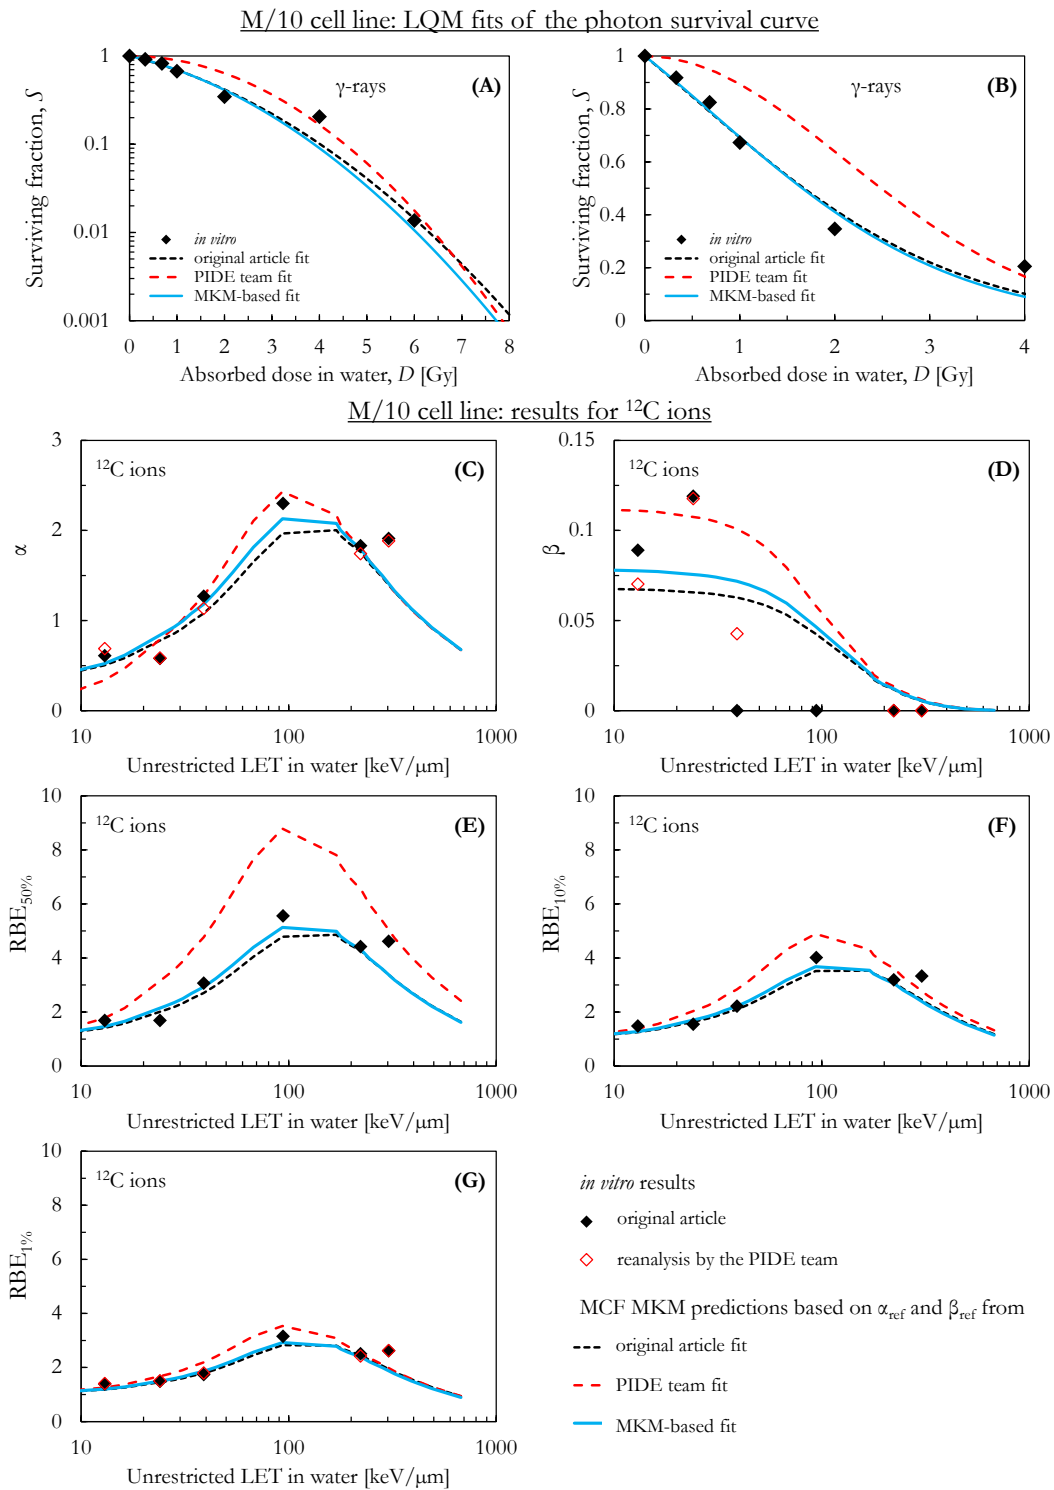 M/10 cell line: LQM fits of the photon survival curve
(A)
γ-rays
Surviving fraction, S
1
0.1
0.01
0.001
in vitro
original article fit
PIDE team fit
MKM-based fit
0 1 2 3 4 5 6 7 8
Absorbed dose in water, D [Gy]
(B)
γ-rays
Surviving fraction, S
1
0.8
0.6
0.4
0.2
0
in vitro
original article fit
PIDE team fit
MKM-based fit
0 1 2 3 4
Absorbed dose in water, D [Gy]
M/10 cell line: results for ¹²C ions
¹²C ions
(C)
α
3
2
1
0
10 100 1000
Unrestricted LET in water [keV/μm]
¹²C ions
(D)
β
0.15
0.1
0.05
0
10 100 1000
Unrestricted LET in water [keV/μm]
¹²C ions
(E)
RBE₅₀%
10
8
6
4
2
0
10 100 1000
Unrestricted LET in water [keV/μm]
¹²C ions
(F)
RBE₁₀%
10
8
6
4
2
0
10 100 1000
Unrestricted LET in water [keV/μm]
¹²C ions
(G)
RBE₁%
10
8
6
4
2
0
10 100 1000
Unrestricted LET in water [keV/μm]
in vitro results
original article
reanalysis by the PIDE team
MCF MKM predictions based on α_ref and β_ref from
original article fit
PIDE team fit
MKM-based fit